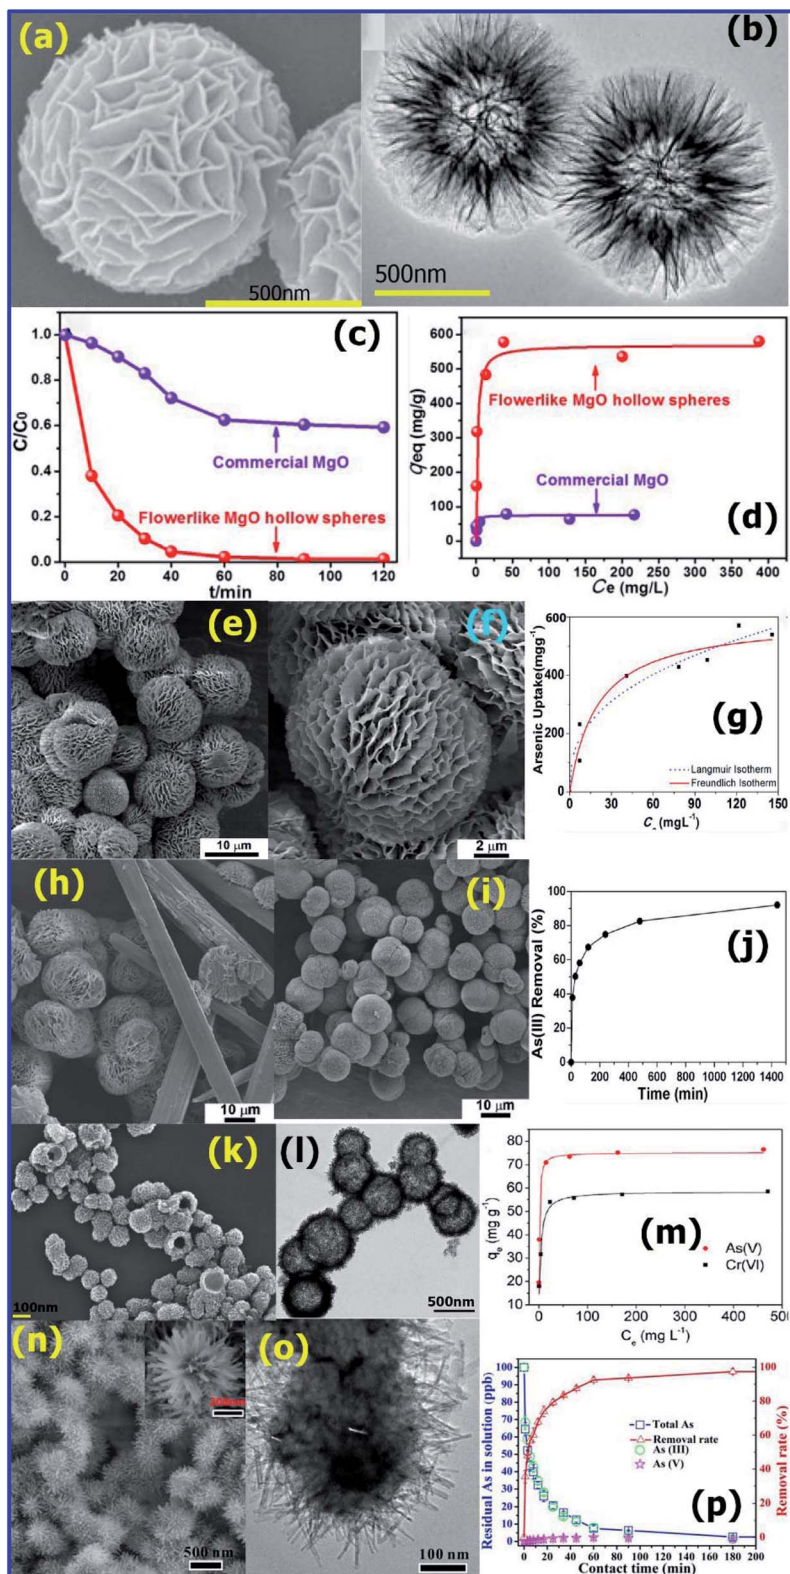 (a)
500nm
(b)
500nm
(c)
C/C0
1.0
0.8
0.6
0.4
0.2
0.0
Commercial MgO
Flowerlike MgO hollow spheres
0 20 40 60 80 100 120
t/min
qeq (mg/g)
600
500
400
300
200
100
0
Flowerlike MgO hollow spheres
Commercial MgO
(d)
0 50 100 150 200 250 300 350 400
Ce (mg/L)
(e)
10 μm
(f)
2 μm
Arsenic Uptake(mgg-1)
600
400
200
0
(g)
Langmuir Isotherm
Freundlich Isotherm
0 30 60 90 120 150
(mgL-1)
(h)
10 μm
(i)
10 μm
As(III) Removal (%)
100
80
60
40
20
0
(j)
0 200 400 600 800 1000 1200 1400
Time (min)
(k)
100nm
(l)
500nm
qe (mg g-1)
80
70
60
50
40
30
20
10
(m)
As(V)
Cr(VI)
0 100 200 300 400 500
Ce (mg L-1)
(n)
500 nm
(o)
100 nm
Residual As in solution (ppb)
100
90
80
70
60
50
40
30
20
10
0
Total As
Removal rate
As (III)
As (V)
(p)
100
80
60
40
20
0
Removal rate (%)
0 20 40 60 80 100 120 140 160 180 200
Contact time (min)